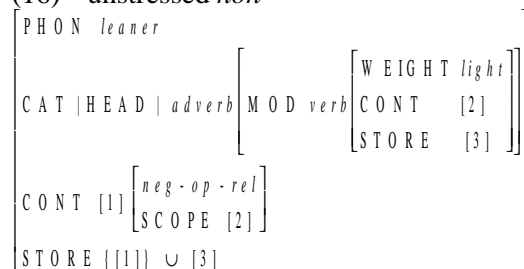 (16) unstressed non
PHON leaner
WEIGHT light
CAT |HEAD | adverb MOD verb CONT [2]
STORE [3]
CONT [1] neg-op-rel
SCOPE [2]
STORE {[1]} ∪ [3]